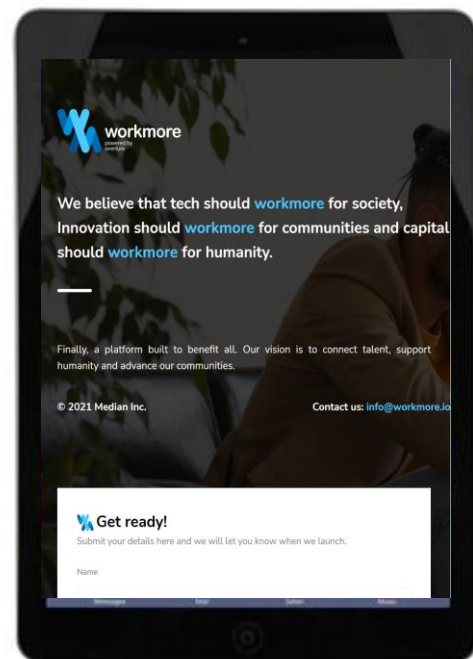 workmore
powered by
overture
We believe that tech should workmore for society,
Innovation should workmore for communities and capital
should workmore for humanity.
Finally, a platform built to benefit all. Our vision is to connect talent, support
humanity and advance our communities.
© 2021 Median Inc. Contact us: info@workmore.io
Get ready!
Submit your details here and we will let you know when we launch.
Name
Messages Mail Safari Music